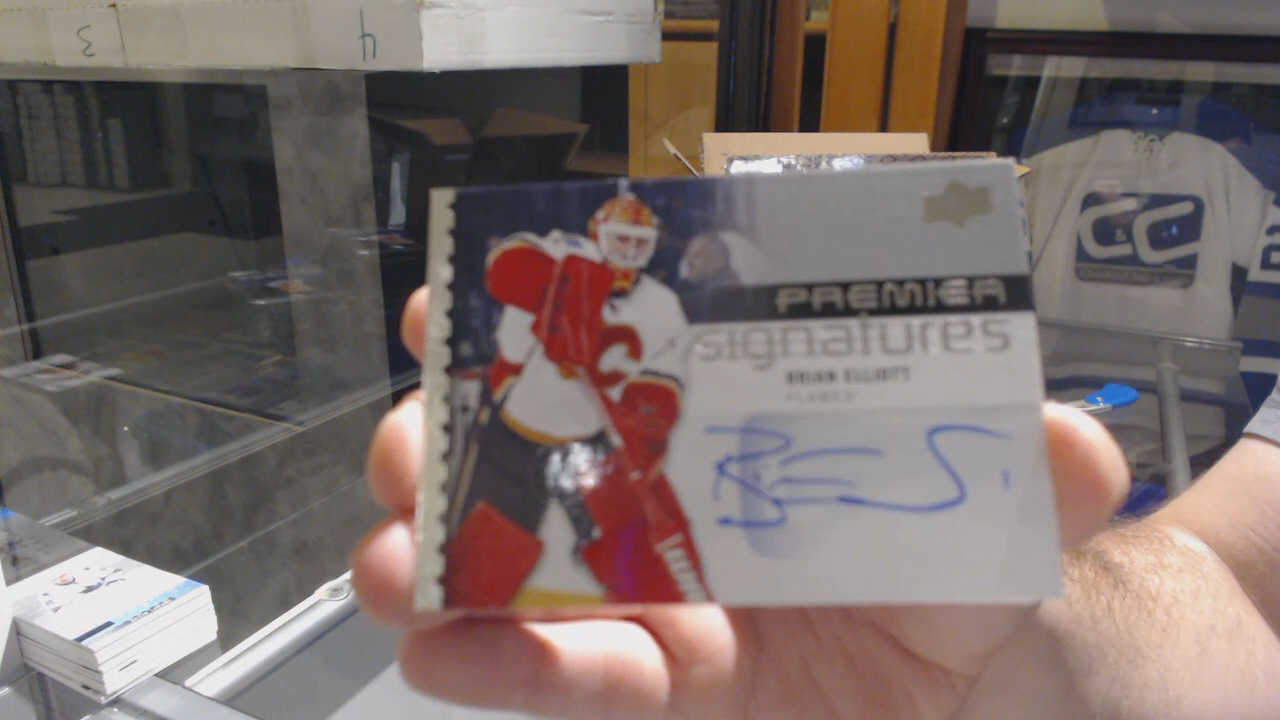 3 4
C&C
PREMIER
signatures
BRIAN ELLIOTT
FLAMES
C